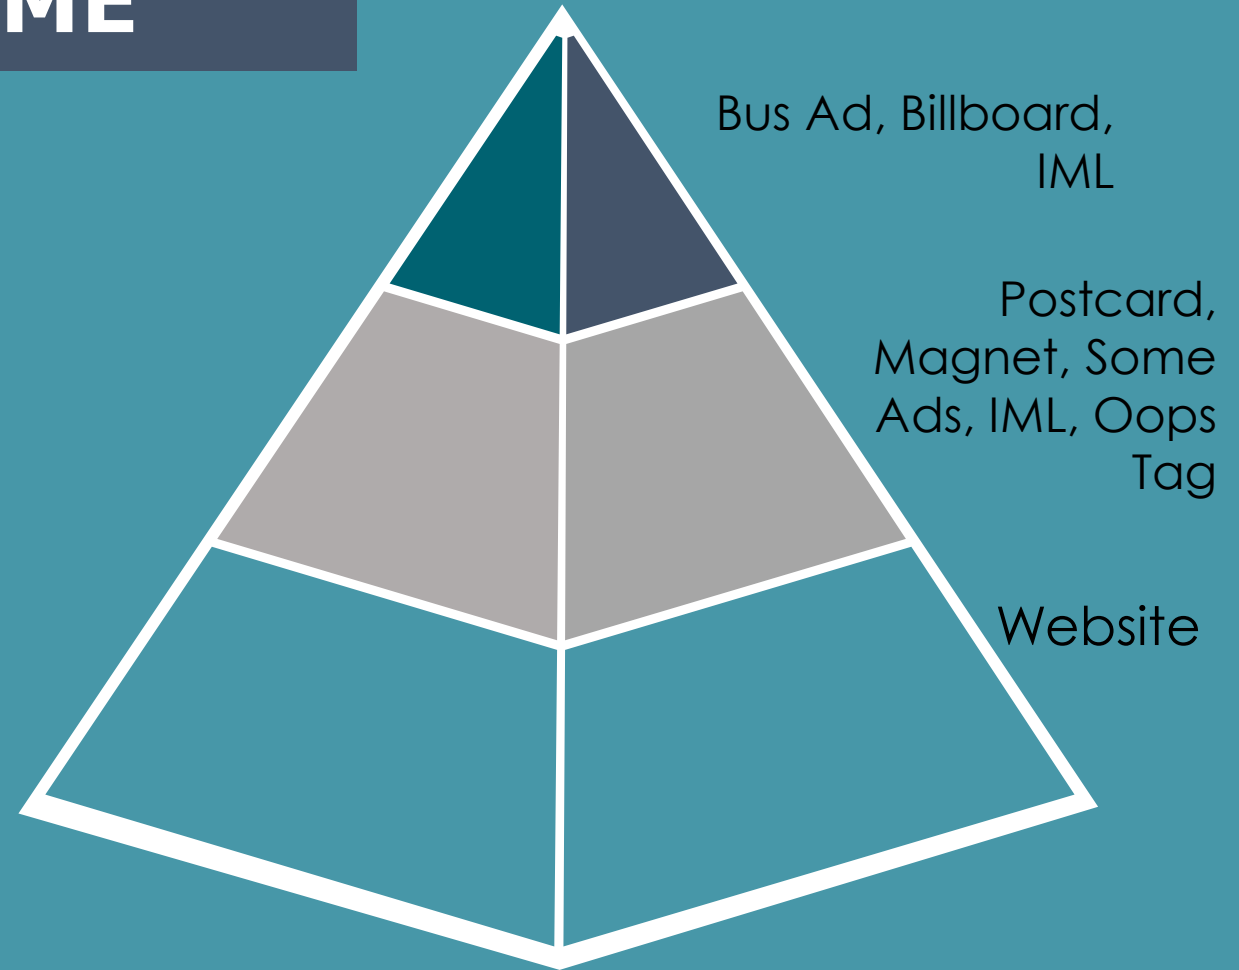 ME
Bus Ad, Billboard,
IML
Postcard,
Magnet, Some
Ads, IML, Oops
Tag
Website